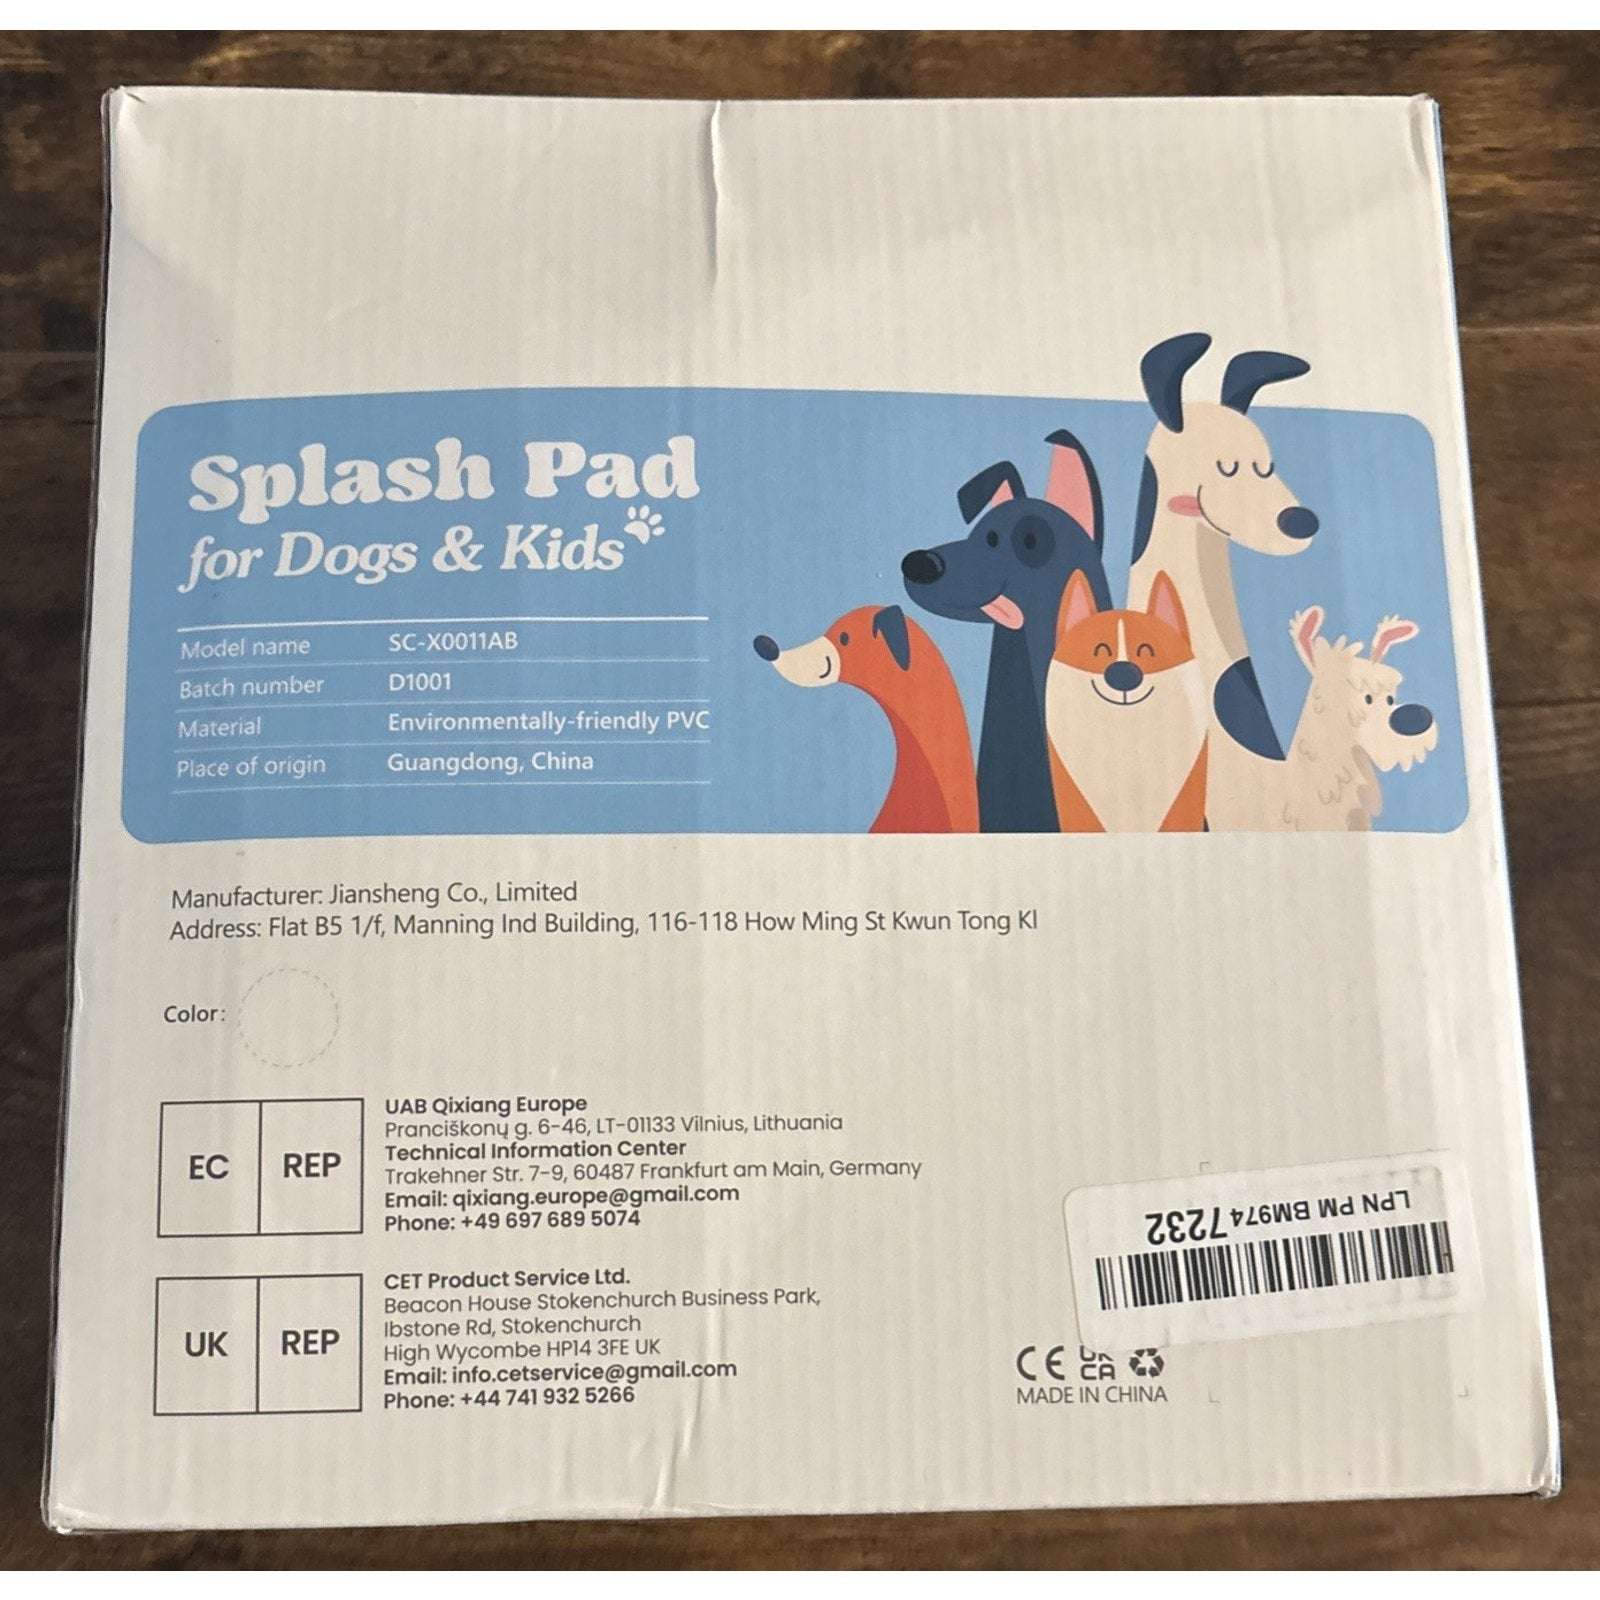 Splash Pad
for Dogs & Kids
Model name SC-X0011AB
Batch number D1001
Material Environmentally-friendly PVC
Place of origin Guangdong, China
Manufacturer: Jiansheng Co., Limited
Address: Flat B5 1/f, Manning Ind Building, 116-118 How Ming St Kwun Tong Kl
Color:
EC REP
UAB Qixiang Europe
Pranciškonų g. 6-46, LT-01133 Vilnius, Lithuania
Technical Information Center
Trakehner Str. 7-9, 60487 Frankfurt am Main, Germany
Email: qixiang.europe@gmail.com
Phone: +49 697 689 5074
UK REP
CET Product Service Ltd.
Beacon House Stokenchurch Business Park,
Ibstone Rd, Stokenchurch
High Wycombe HP14 3FE UK
Email: info.cetservice@gmail.com
Phone: +44 741 932 5266
LPN PM BM974 7232
CE UK
CA
MADE IN CHINA